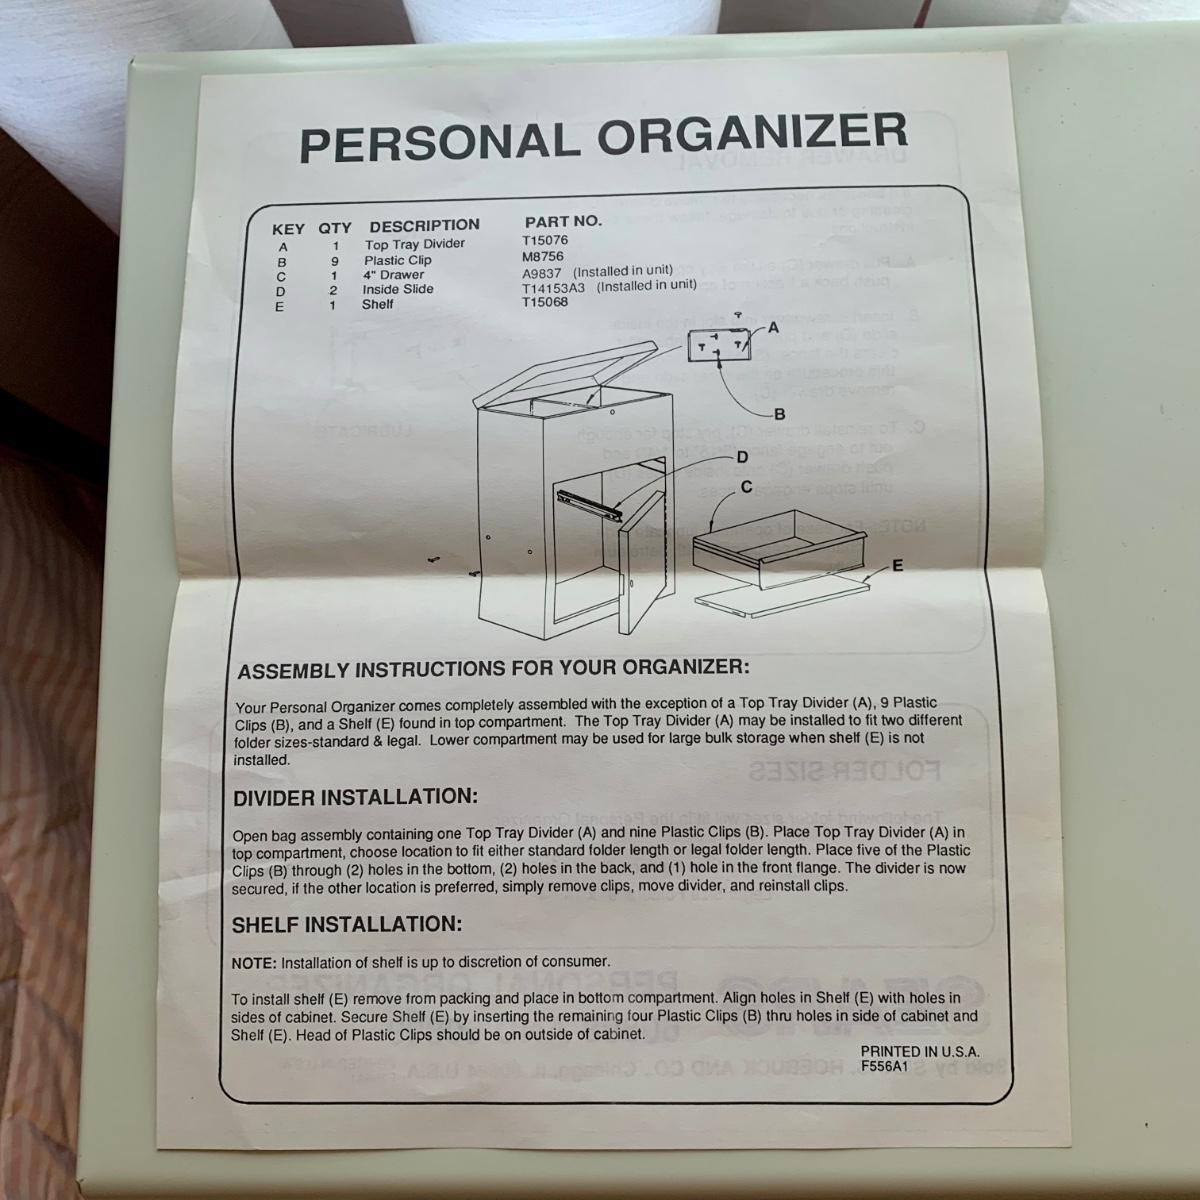 PERSONAL ORGANIZER
KEY QTY DESCRIPTION PART NO.
A 1 Top Tray Divider T15076
B 9 Plastic Clip M8756
C 1 4" Drawer A9837 (Installed in unit)
D 2 Inside Slide T14153A3 (Installed in unit)
E 1 Shelf T15068
A
B
D
C
E
ASSEMBLY INSTRUCTIONS FOR YOUR ORGANIZER:
Your Personal Organizer comes completely assembled with the exception of a Top Tray Divider (A), 9 Plastic
Clips (B), and a Shelf (E) found in top compartment. The Top Tray Divider (A) may be installed to fit two different
folder sizes-standard & legal. Lower compartment may be used for large bulk storage when shelf (E) is not
installed.
DIVIDER INSTALLATION:
Open bag assembly containing one Top Tray Divider (A) and nine Plastic Clips (B). Place Top Tray Divider (A) in
top compartment, choose location to fit either standard folder length or legal folder length. Place five of the Plastic
Clips (B) through (2) holes in the bottom, (2) holes in the back, and (1) hole in the front flange. The divider is now
secured, if the other location is preferred, simply remove clips, move divider, and reinstall clips.
SHELF INSTALLATION:
NOTE: Installation of shelf is up to discretion of consumer.
To install shelf (E) remove from packing and place in bottom compartment. Align holes in Shelf (E) with holes in
sides of cabinet. Secure Shelf (E) by inserting the remaining four Plastic Clips (B) thru holes in side of cabinet and
Shelf (E). Head of Plastic Clips should be on outside of cabinet.
PRINTED IN U.S.A.
F556A1